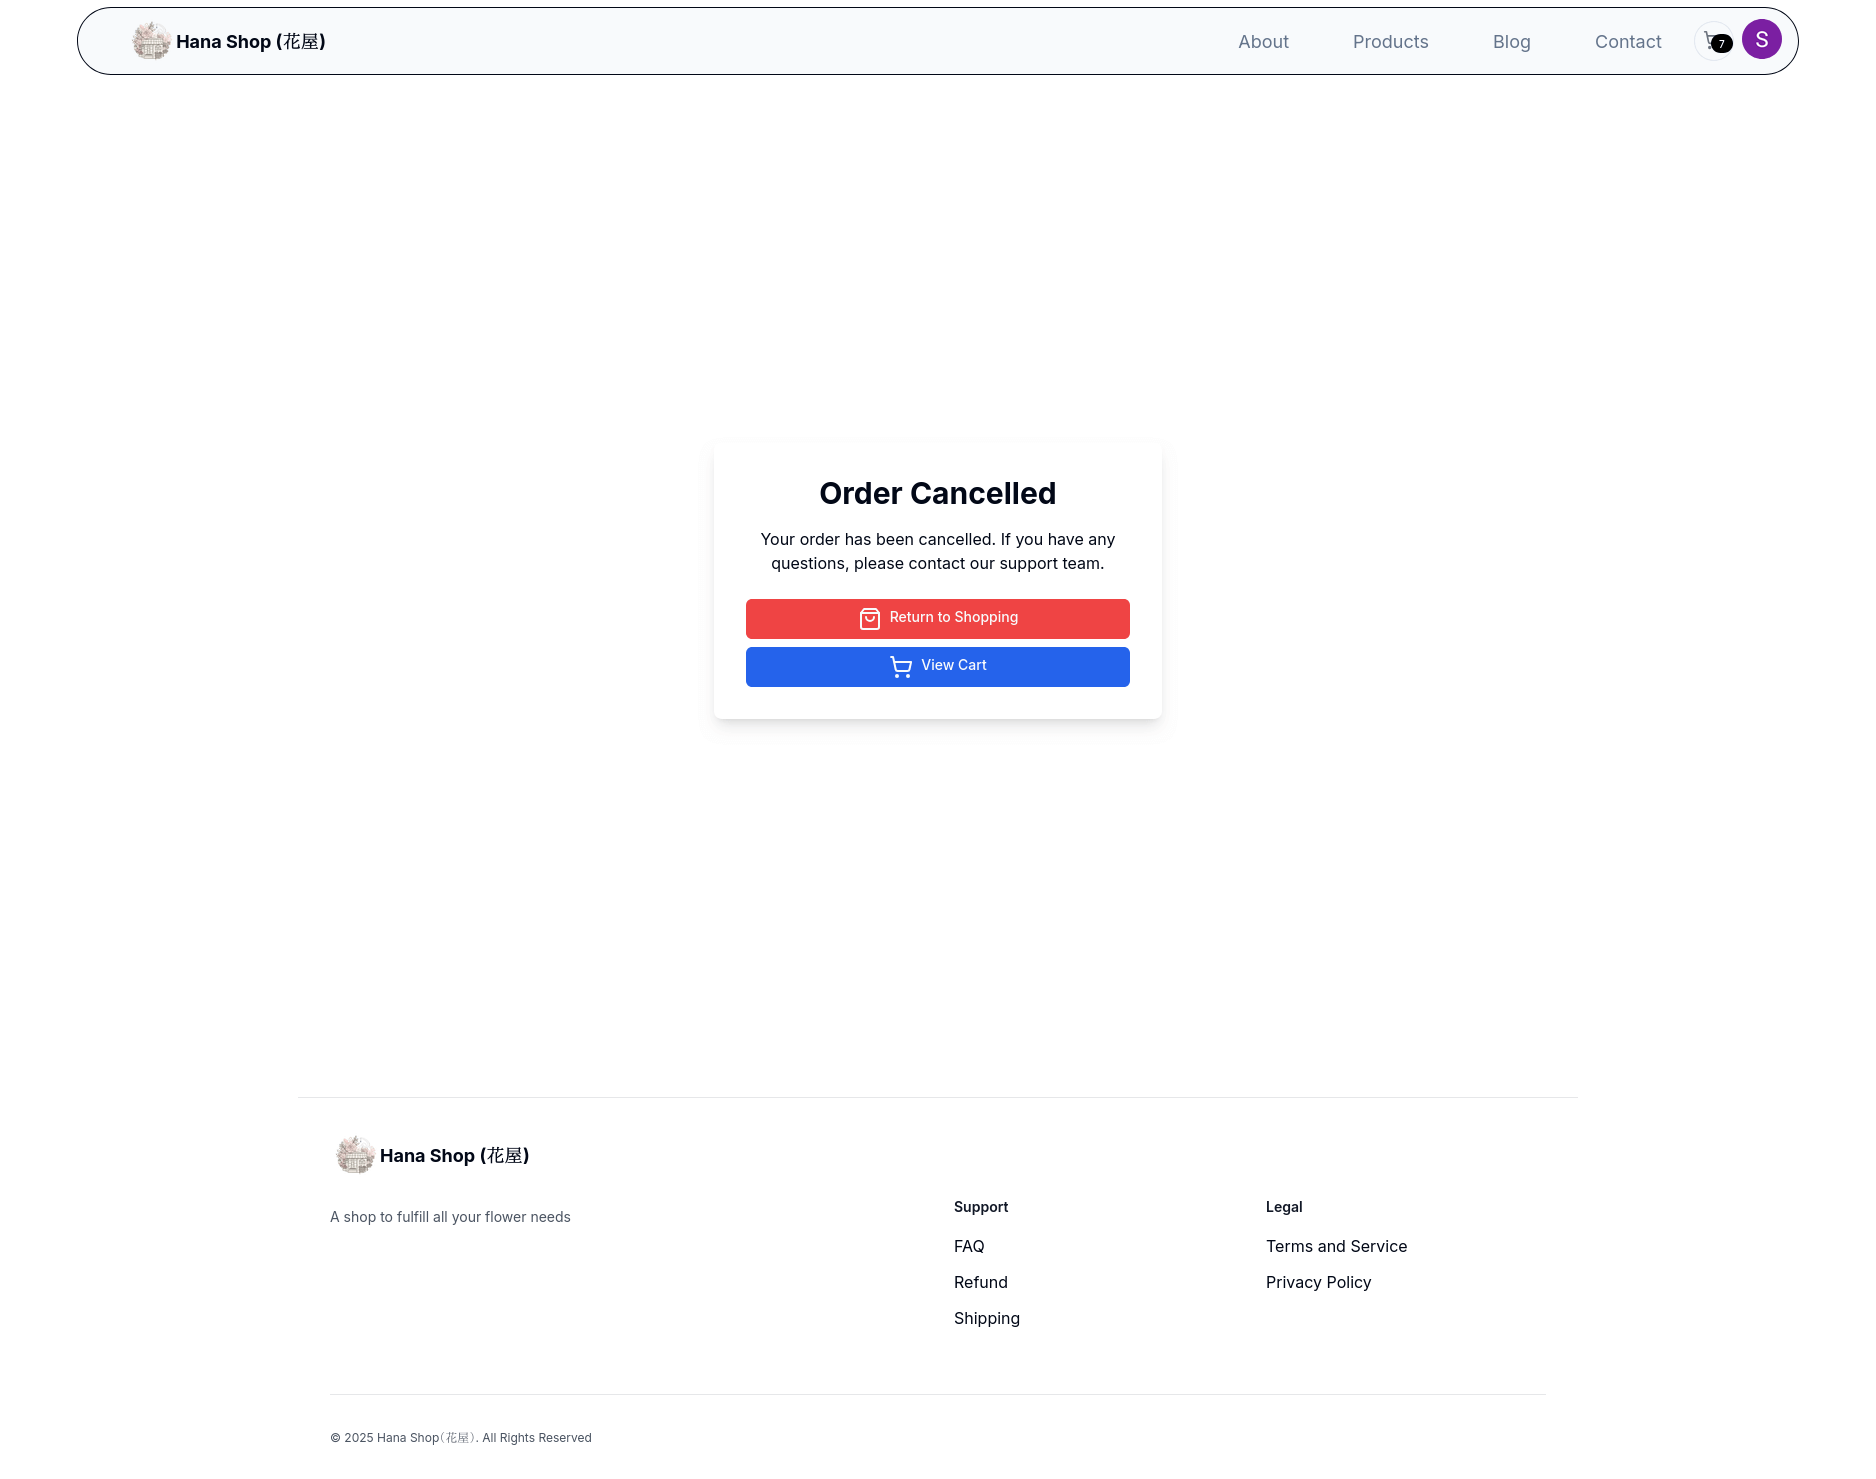 Hana Shop (花屋)
About
Products
Blog
Contact
7
S
Order Cancelled
Your order has been cancelled. If you have any
questions, please contact our support team.
Return to Shopping
View Cart
Hana Shop (花屋)
A shop to fulfill all your flower needs
Support
FAQ
Refund
Shipping
Legal
Terms and Service
Privacy Policy
© 2025 Hana Shop(花屋). All Rights Reserved